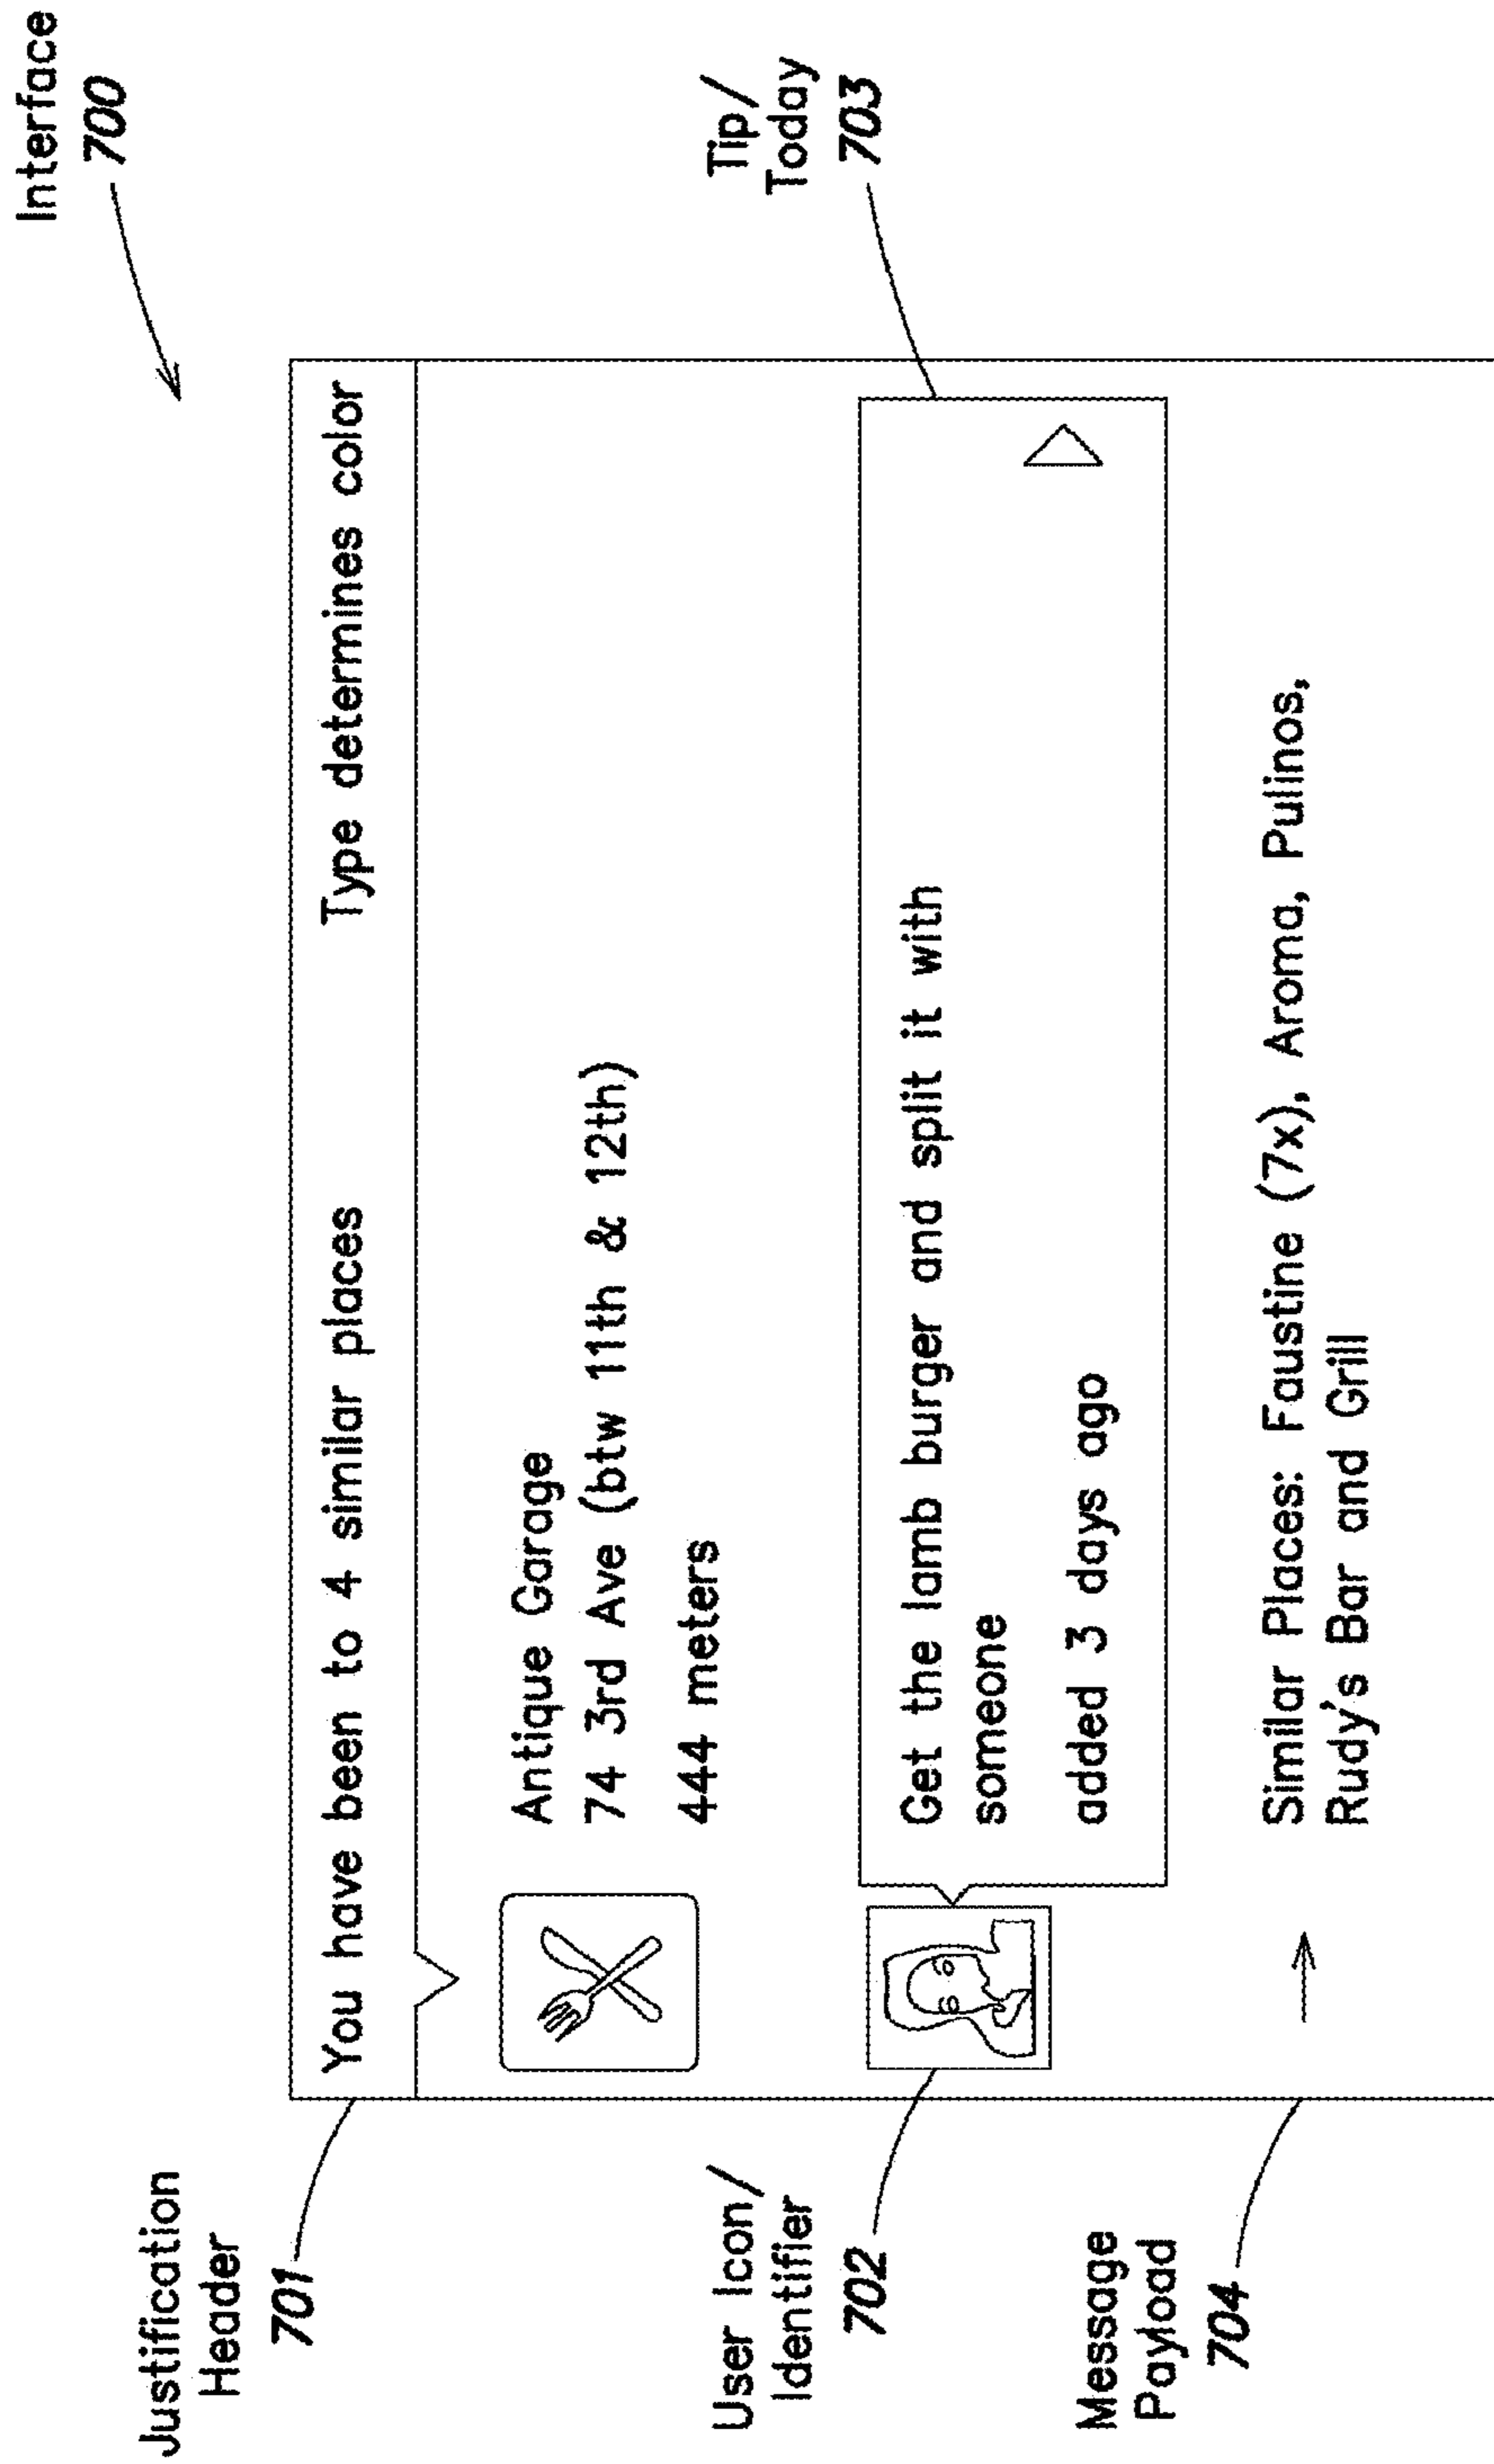 Interface
700
Justification
Header
701
You have been to 4 similar places
Type determines color
Antique Garage
74 3rd Ave (btw 11th & 12th)
444 meters
Tip/
Today
703
User Icon/
Identifier
702
Get the lamb burger and split it with
someone
added 3 days ago
Message
Payload
704
Similar Places: Faustine (7x), Aroma, Pulinos,
Rudy's Bar and Grill